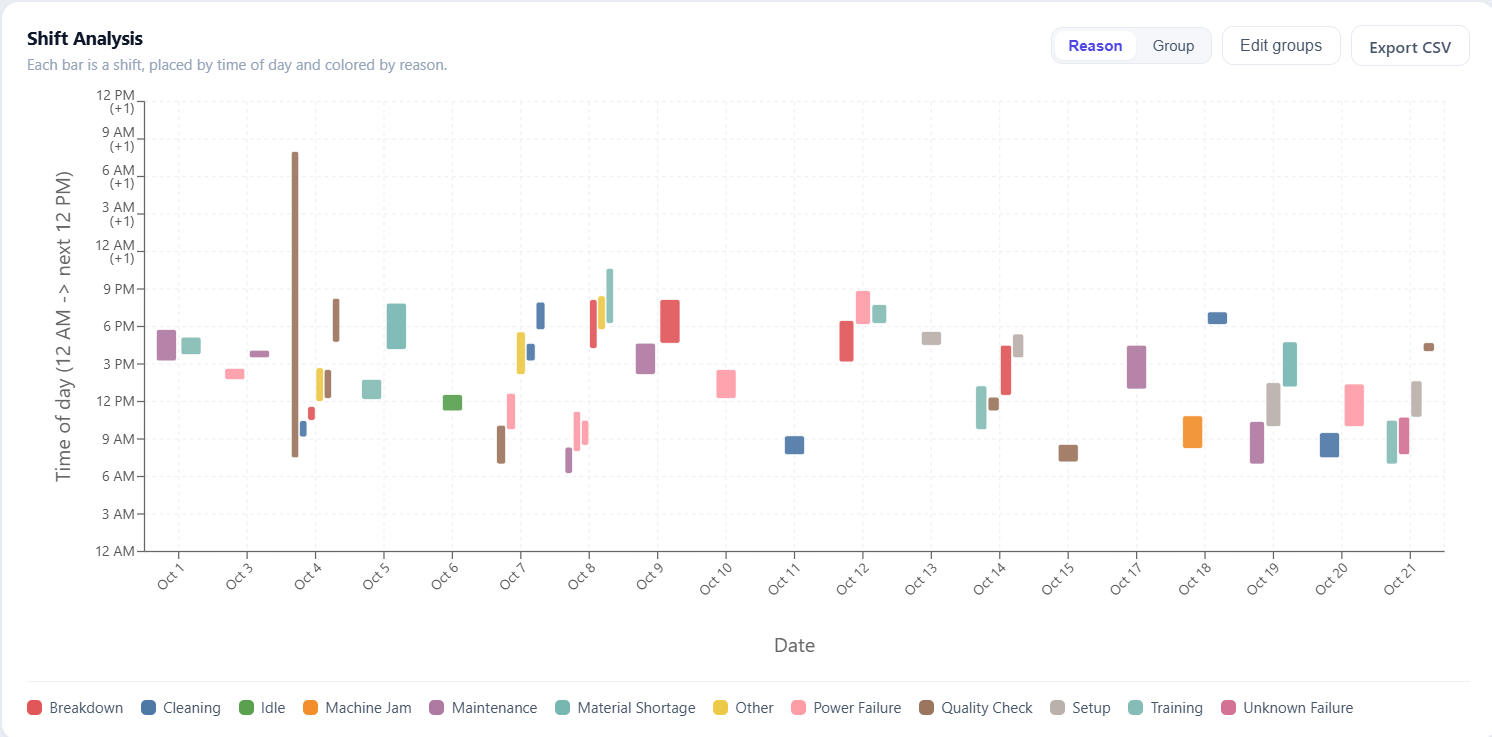 Shift Analysis
Each bar is a shift, placed by time of day and colored by reason.
Reason
Group
Edit groups
Export CSV
Time of day (12 AM -> next 12 PM)
12 PM
(+1)
9 AM
(+1)
6 AM
(+1)
3 AM
(+1)
12 AM
(+1)
9 PM
6 PM
3 PM
12 PM
9 AM
6 AM
3 AM
12 AM
Oct 1
Oct 3
Oct 4
Oct 5
Oct 6
Oct 7
Oct 8
Oct 9
Oct 10
Oct 11
Oct 12
Oct 13
Oct 14
Oct 15
Oct 17
Oct 18
Oct 19
Oct 20
Oct 21
Date
Breakdown
Cleaning
Idle
Machine Jam
Maintenance
Material Shortage
Other
Power Failure
Quality Check
Setup
Training
Unknown Failure